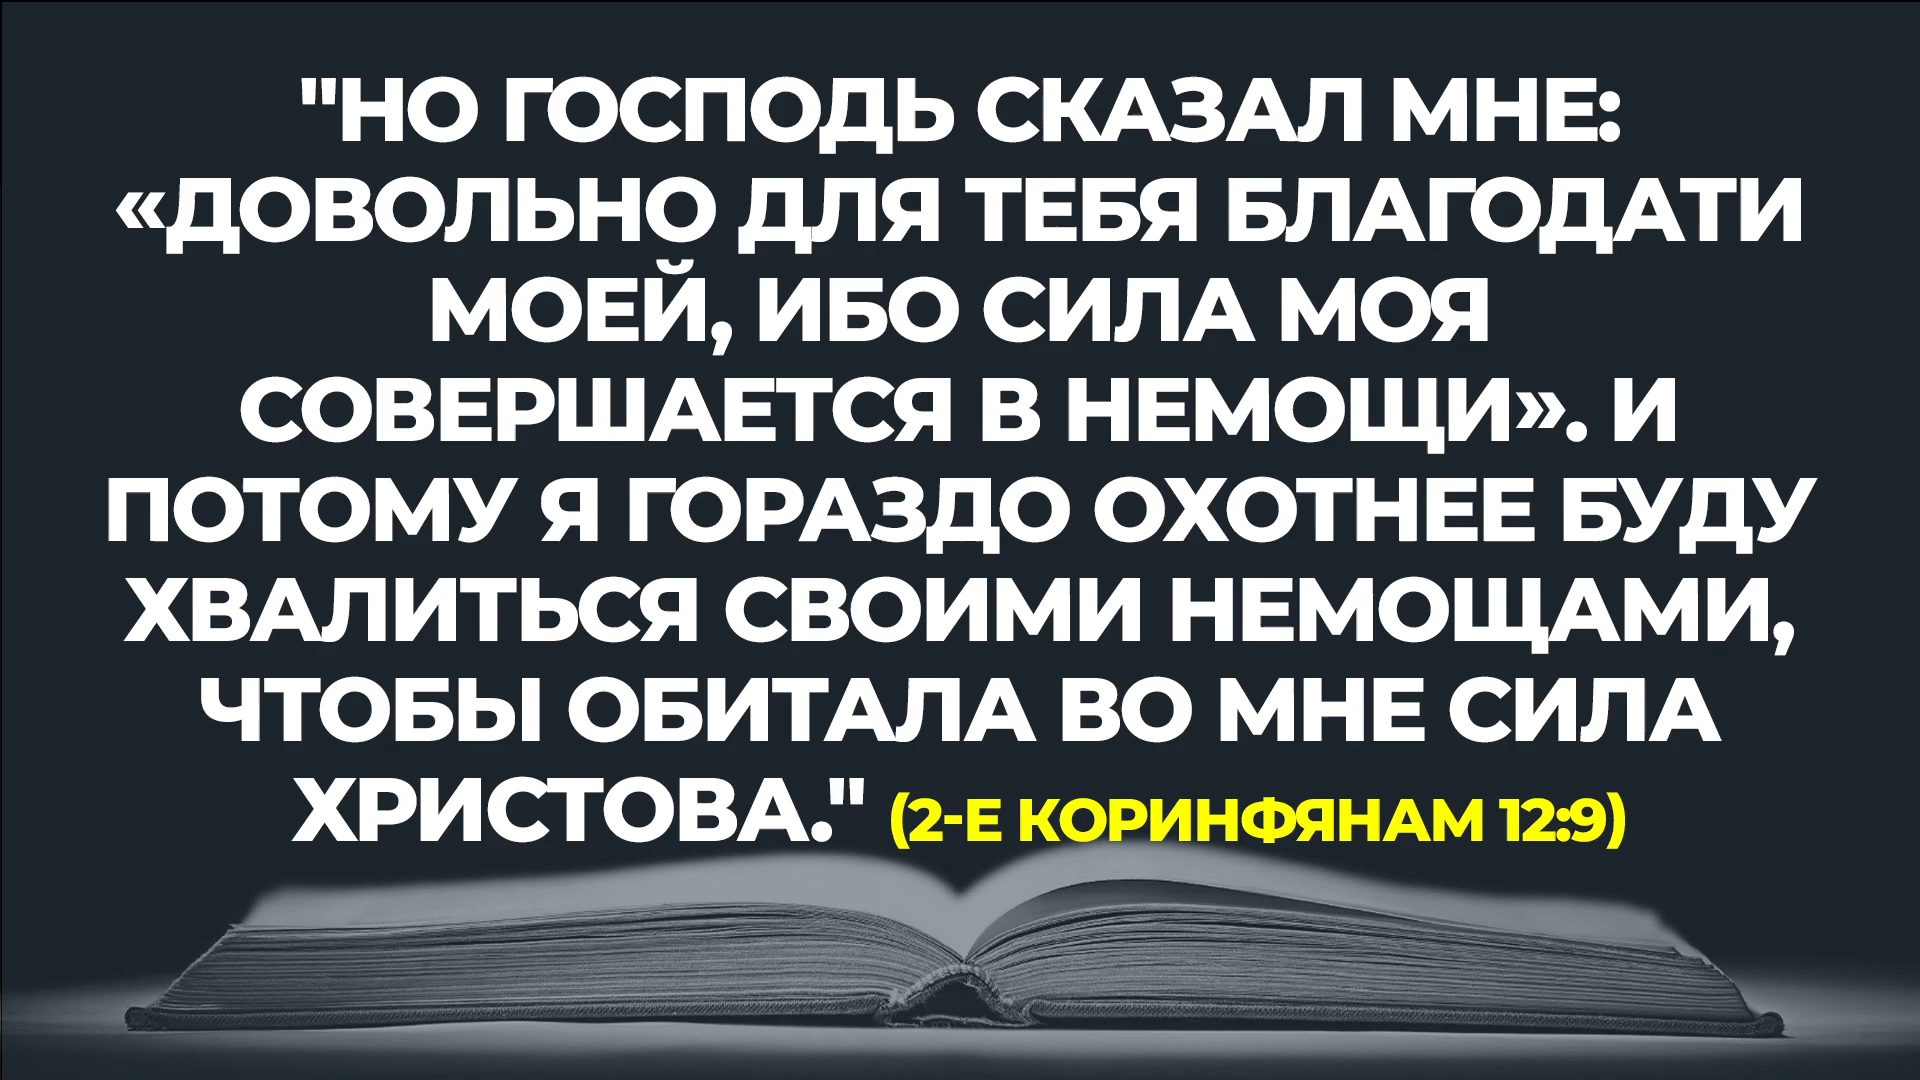 "НО ГОСПОДЬ СКАЗАЛ МНЕ:
«ДОВОЛЬНО ДЛЯ ТЕБЯ БЛАГОДАТИ
МОЕЙ, ИБО СИЛА МОЯ
СОВЕРШАЕТСЯ В НЕМОЩИ». И
ПОТОМУ Я ГОРАЗДО ОХОТНЕЕ БУДУ
ХВАЛИТЬСЯ СВОИМИ НЕМОЩАМИ,
ЧТОБЫ ОБИТАЛА ВО МНЕ СИЛА
ХРИСТОВА." (2-Е КОРИНФЯНАМ 12:9)